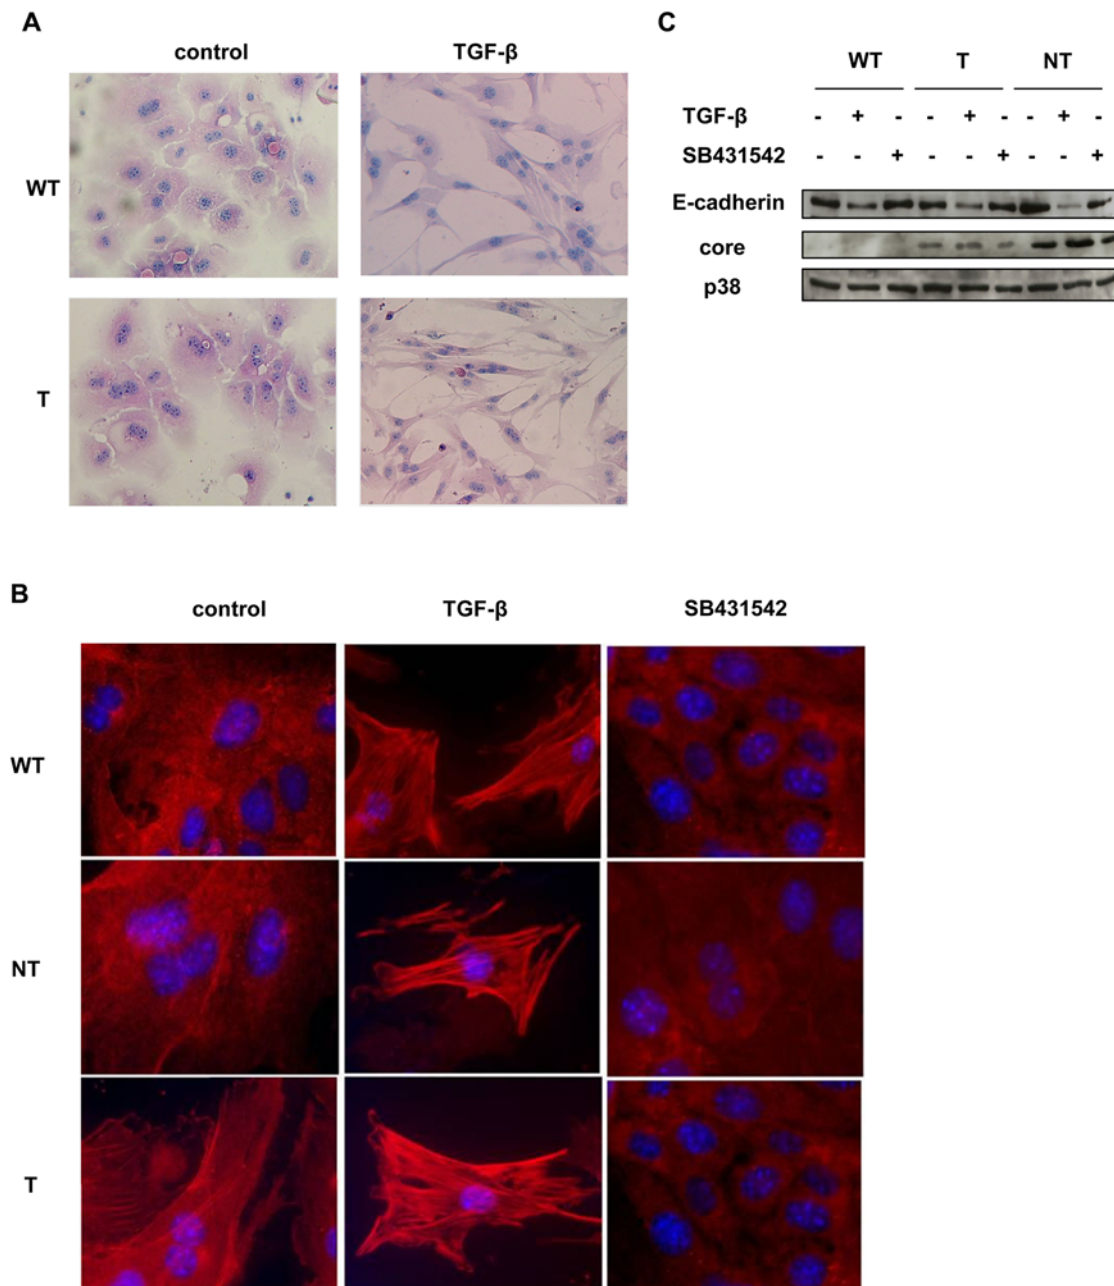 A
control TGF-β
WT
T
C
WT T NT
TGF-β - + - - + - - + -
SB431542 - - + - - + - - +
E-cadherin
core
p38
B
control TGF-β SB431542
WT
NT
T